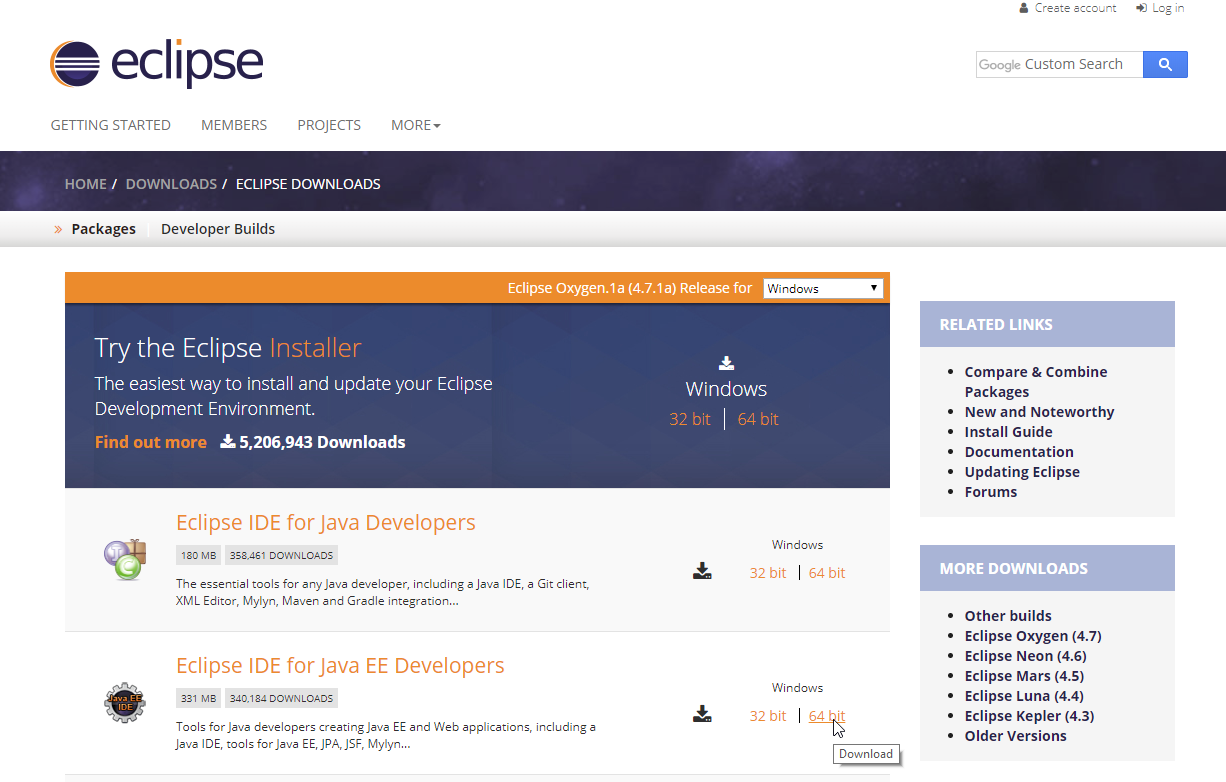 Create account Log in
eclipse
Google Custom Search
GETTING STARTED MEMBERS PROJECTS MORE
HOME / DOWNLOADS / ECLIPSE DOWNLOADS
» Packages Developer Builds
Eclipse Oxygen.1a (4.7.1a) Release for Windows
Try the Eclipse Installer
The easiest way to install and update your Eclipse
Development Environment.
Find out more 5,206,943 Downloads
Windows
32 bit | 64 bit
Eclipse IDE for Java Developers
180 MB 358,461 DOWNLOADS
The essential tools for any Java developer, including a Java IDE, a Git client,
XML Editor, Mylyn, Maven and Gradle integration...
Windows
32 bit | 64 bit
Java EE
IDE
Eclipse IDE for Java EE Developers
331 MB 340,184 DOWNLOADS
Tools for Java developers creating Java EE and Web applications, including a
Java IDE, tools for Java EE, JPA, JSF, Mylyn...
Windows
32 bit | 64 bit
Download
RELATED LINKS
Compare & Combine
Packages
New and Noteworthy
Install Guide
Documentation
Updating Eclipse
Forums
MORE DOWNLOADS
Other builds
Eclipse Oxygen (4.7)
Eclipse Neon (4.6)
Eclipse Mars (4.5)
Eclipse Luna (4.4)
Eclipse Kepler (4.3)
Older Versions